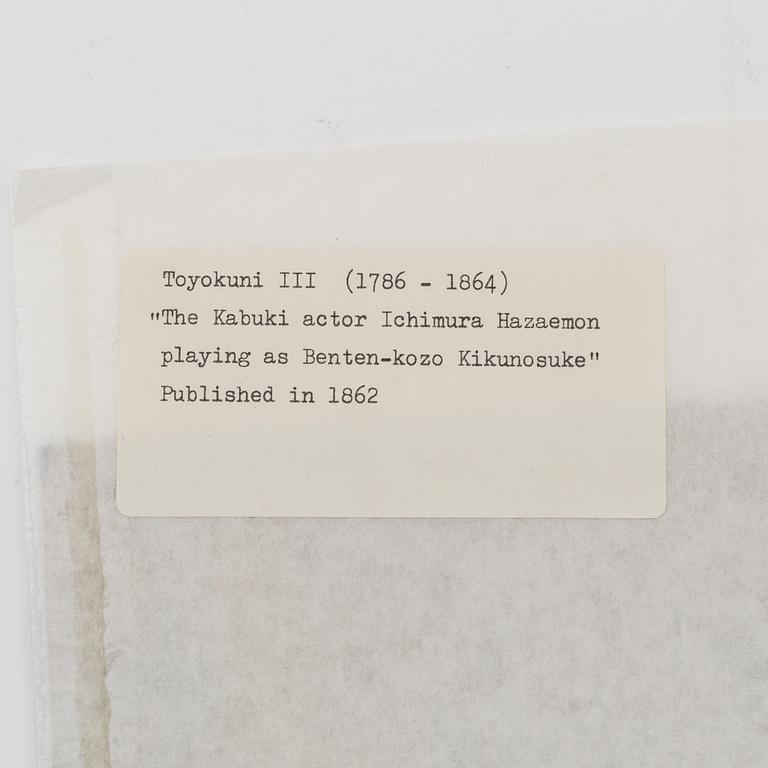 Toyokuni III (1786 - 1864)
"The Kabuki actor Ichimura Hazaemon
playing as Benten-kozo Kikunosuke"
Published in 1862